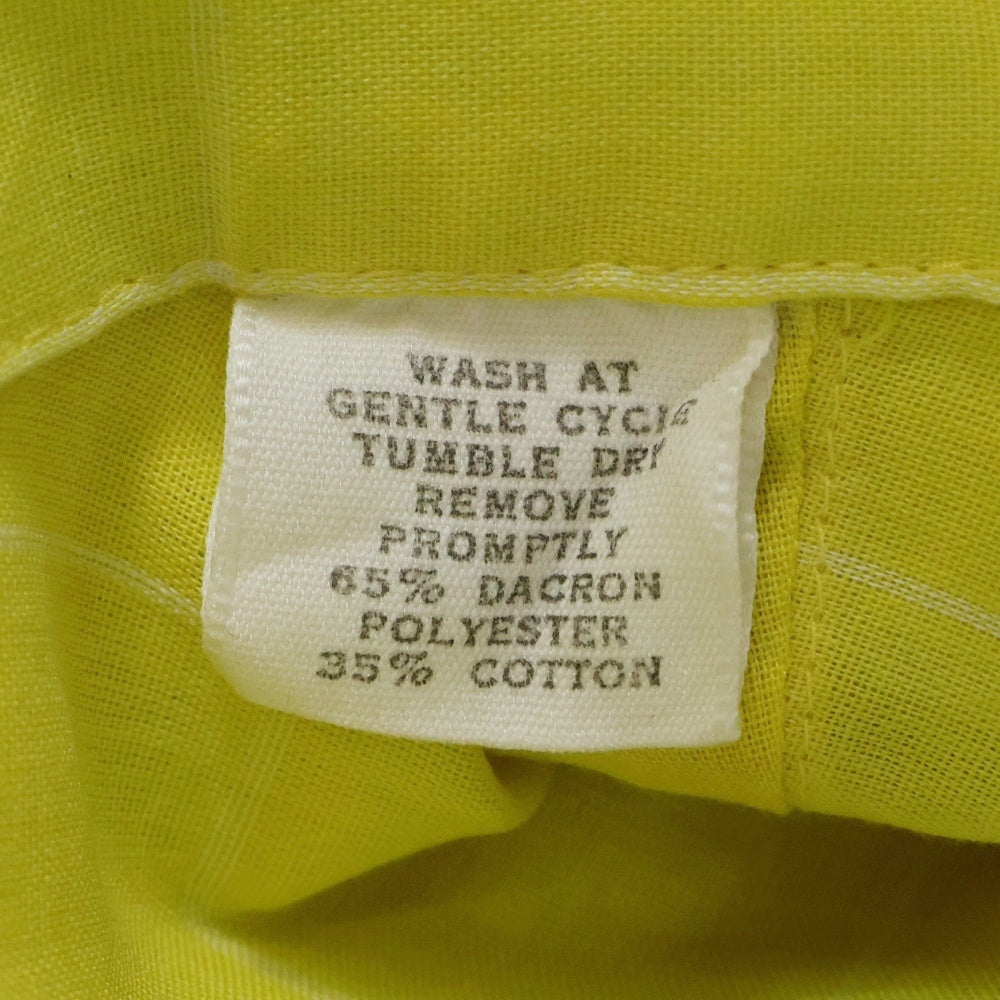 WASH AT
GENTLE CYCLE
TUMBLE DRY
REMOVE
PROMPTLY
65% DACRON
POLYESTER
35% COTTON